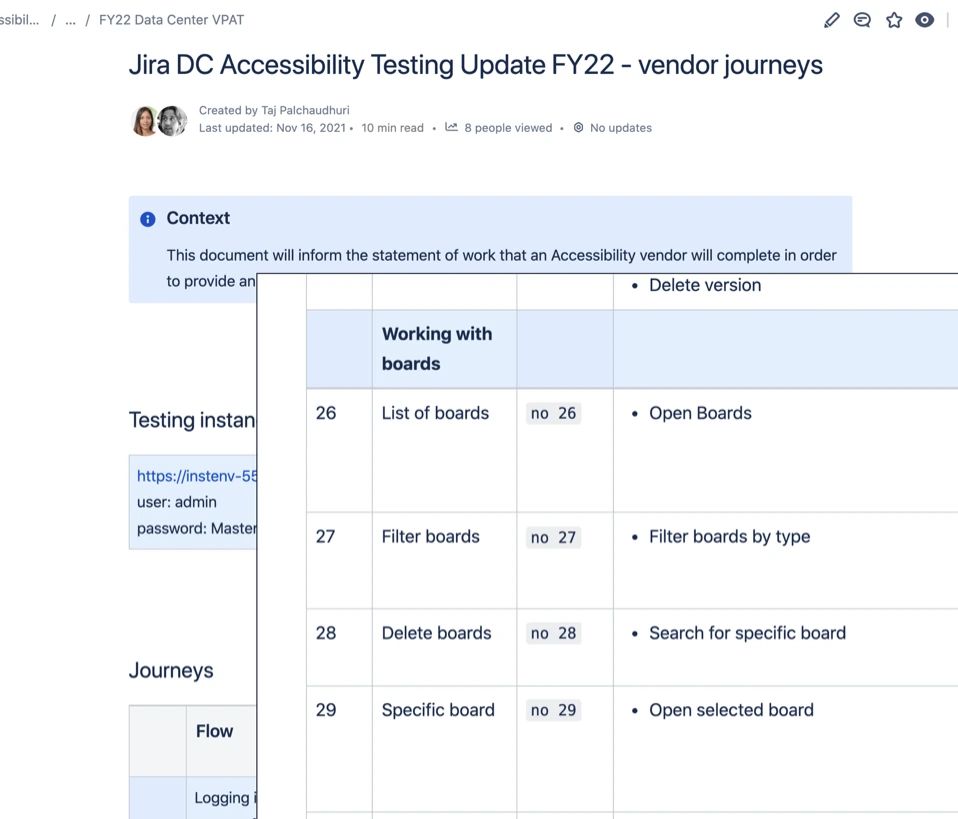 / ... / FY22 Data Center VPAT
Jira DC Accessibility Testing Update FY22 - vendor journeys
Created by Taj Palchaudhuri
Last updated: Nov 16, 2021 • 10 min read • 8 people viewed • No updates
Context
This document will inform the statement of work that an Accessibility vendor will complete in order
to provide an
Testing instan
https://instenv-55
user: admin
password: Master
Journeys
Flow
Logging i
• Delete version
Working with
boards
26 List of boards no 26 • Open Boards
27 Filter boards no 27 • Filter boards by type
28 Delete boards no 28 • Search for specific board
29 Specific board no 29 • Open selected board